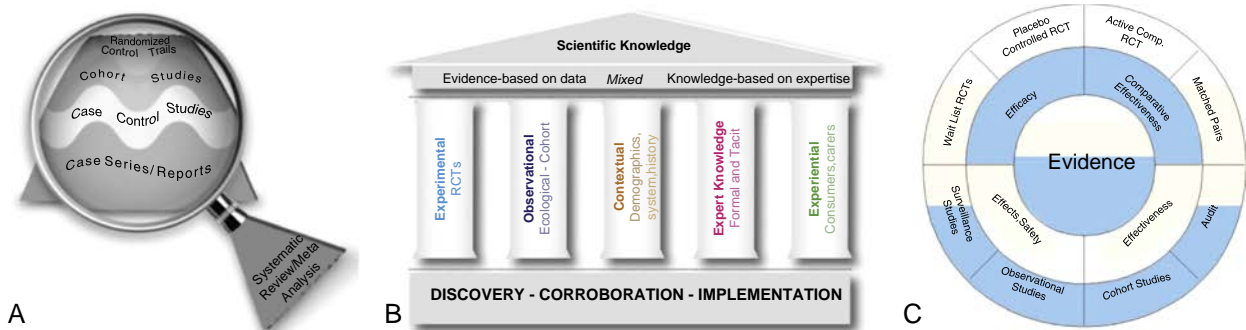 Randomized
Control Trails
Cohort Studies
Case Control Studies
Case Series/Reports
Systematic
Review/Meta
Analysis
A
Scientific Knowledge
Evidence-based on data Mixed Knowledge-based on expertise
Experimental
RCTs
Observational
Ecological - Cohort
Contextual
Demographics,
system,history
Expert Knowledge
Formal and Tacit
Experiential
Consumers,carers
DISCOVERY - CORROBORATION - IMPLEMENTATION
B
Placebo
Controlled RCT
Active Comp.
RCT
Wait List RCTs
Matched Pairs
Efficacy
Comparative
Effectiveness
Evidence
Surveillance
Studies
Effects,Safety
Effectiveness
Audit
Observational
Studies
Cohort Studies
C